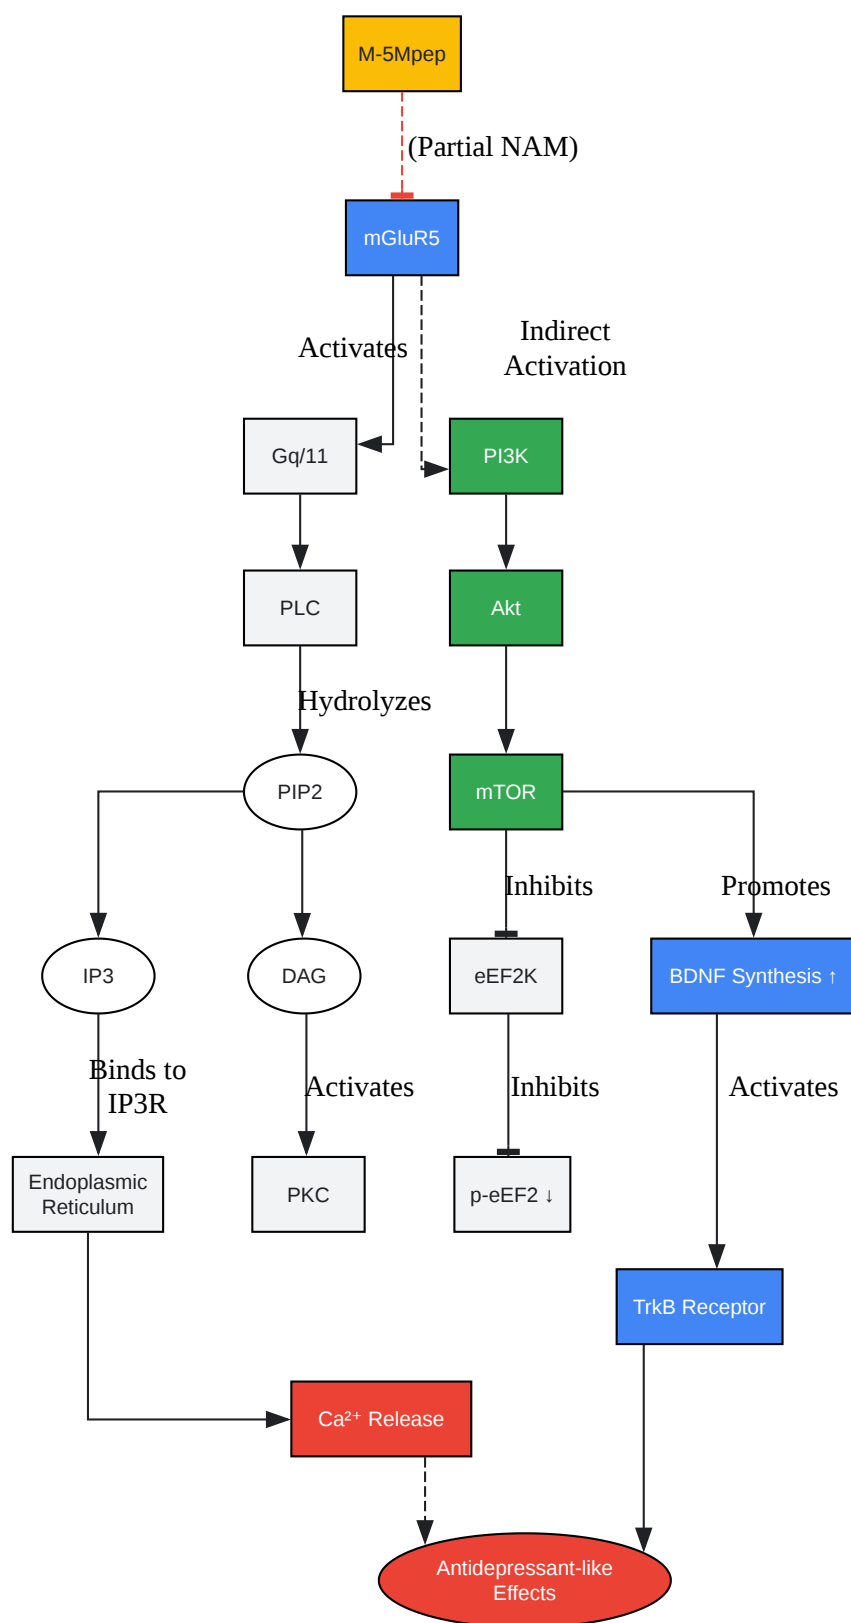 M-5Mpep
(Partial NAM)
mGluR5
Activates
Indirect
Activation
Gq/11
PI3K
PLC
Akt
Hydrolyzes
PIP2
mTOR
Inhibits
Promotes
IP3
DAG
eEF2K
BDNF Synthesis ↑
Binds to
IP3R
Activates
Inhibits
Activates
Endoplasmic
Reticulum
PKC
p-eEF2 ↓
TrkB Receptor
Ca²⁺ Release
Antidepressant-like
Effects